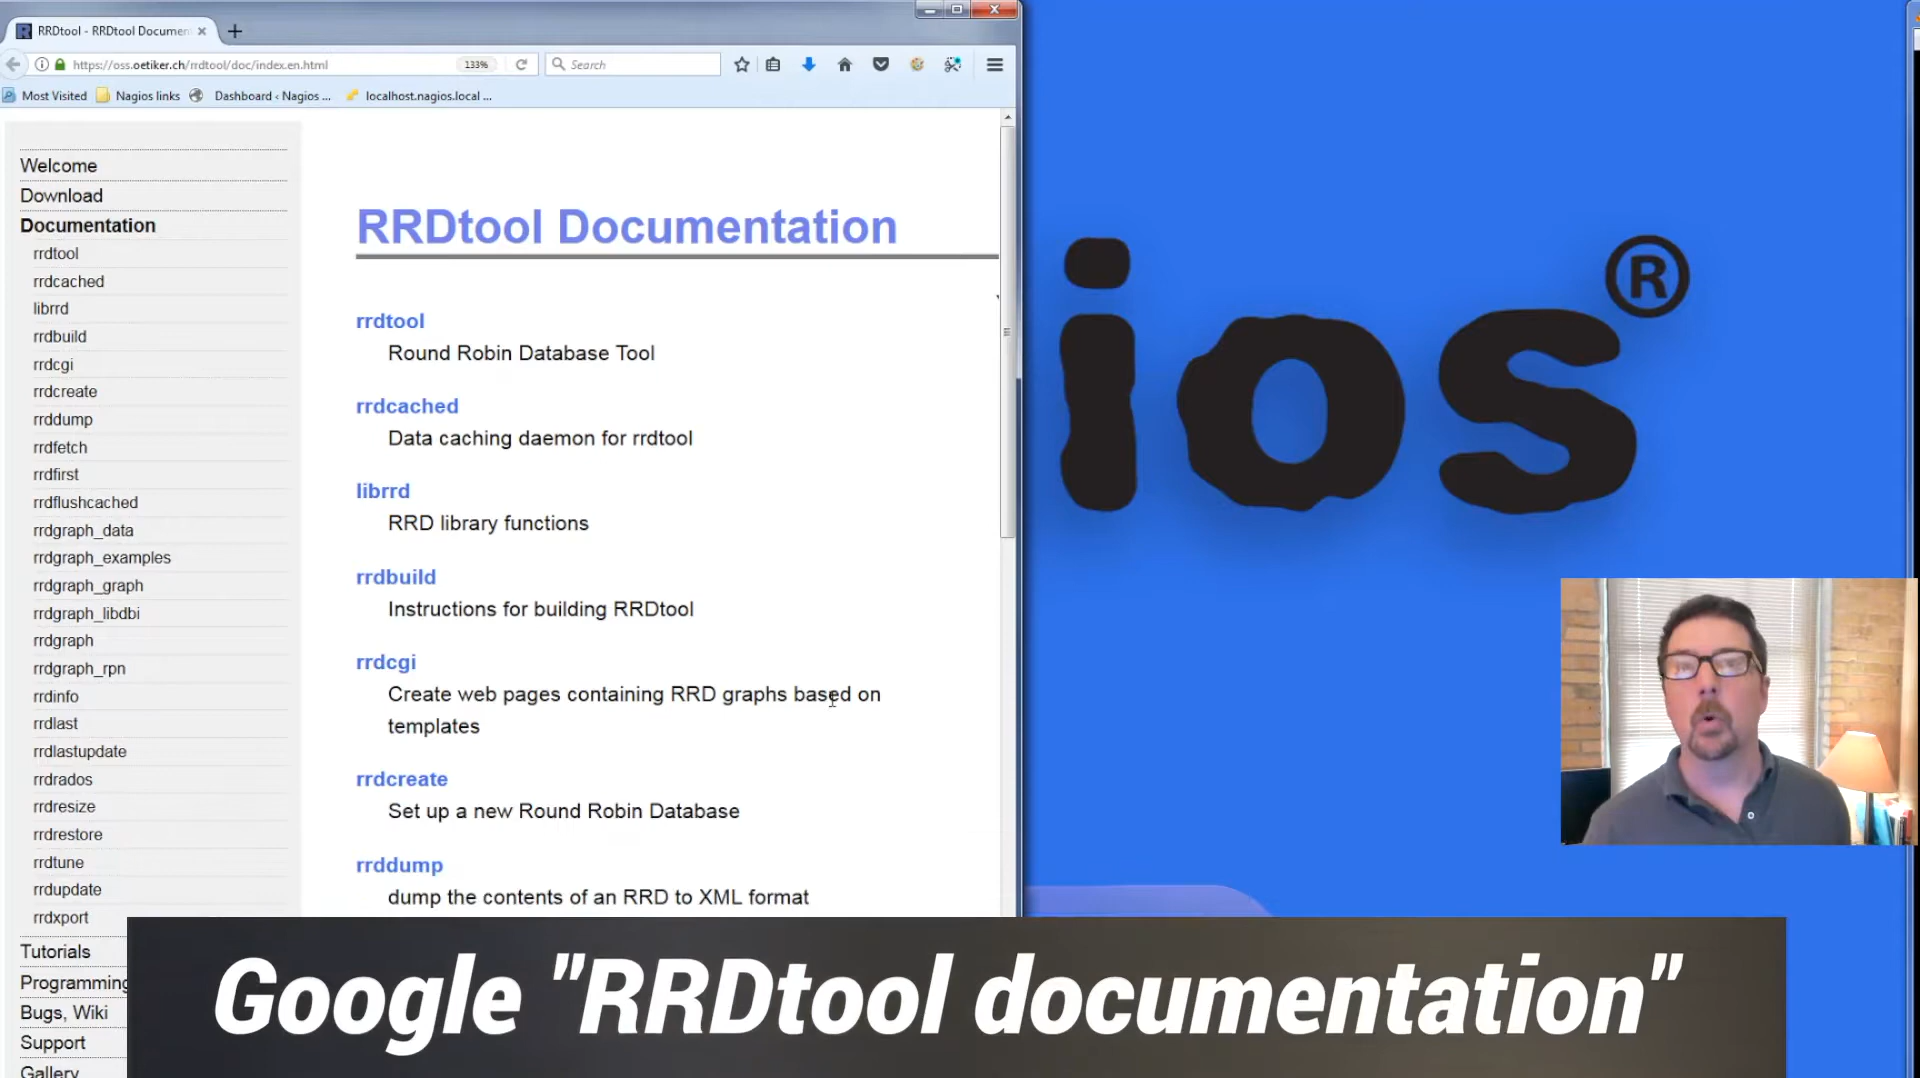 RRDtool - RRDtool Documen
https://oss.oetiker.ch/rrdtool/doc/index.en.html
133%
Search
Most Visited
Nagios links
Dashboard ‹ Nagios ...
localhost.nagios.local ...
Welcome
Download
Documentation
rrdtool
rrdcached
librrd
rrdbuild
rrdcgi
rrdcreate
rrddump
rrdfetch
rrdfirst
rrdflushcached
rrdgraph_data
rrdgraph_examples
rrdgraph_graph
rrdgraph_libdbi
rrdgraph
rrdgraph_rpn
rrdinfo
rrdlast
rrdlastupdate
rrdrados
rrdresize
rrdrestore
rrdtune
rrdupdate
rrdxport
Tutorials
Programming
Bugs, Wiki
Support
Gallery
RRDtool Documentation
rrdtool
Round Robin Database Tool
rrdcached
Data caching daemon for rrdtool
librrd
RRD library functions
rrdbuild
Instructions for building RRDtool
rrdcgi
Create web pages containing RRD graphs based on
templates
rrdcreate
Set up a new Round Robin Database
rrddump
dump the contents of an RRD to XML format
ios®
Google "RRDtool documentation"